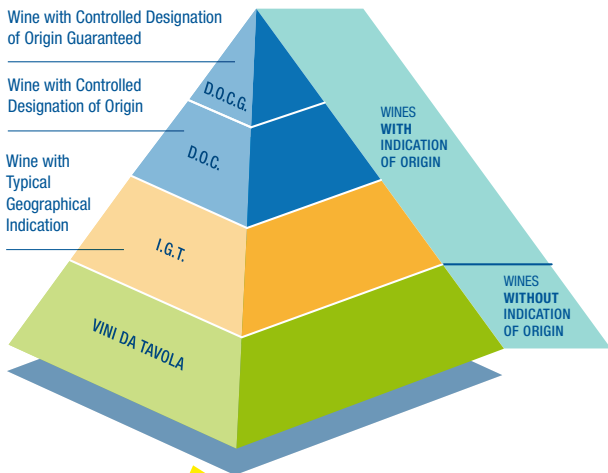 Wine with Controlled Designation
of Origin Guaranteed
Wine with Controlled
Designation of Origin
Wine with
Typical
Geographical
Indication
D.O.C.G.
D.O.C.
I.G.T.
VINI DA TAVOLA
WINES
WITH
INDICATION
OF ORIGIN
WINES
WITHOUT
INDICATION
OF ORIGIN